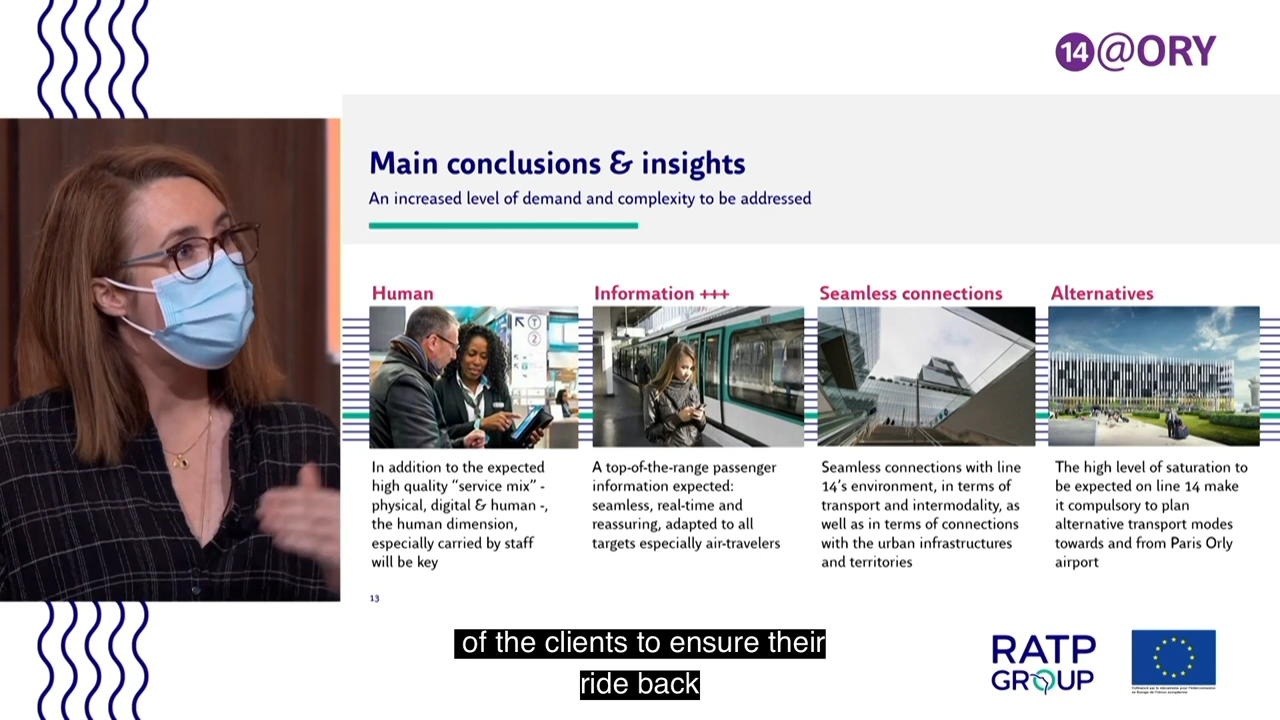 14@ORY
Main conclusions & insights
An increased level of demand and complexity to be addressed
Human
In addition to the expected
high quality “service mix” -
physical, digital & human -,
the human dimension,
especially carried by staff
will be key
Information +++
A top-of-the-range passenger
information expected:
seamless, real-time and
reassuring, adapted to all
targets especially air-travelers
Seamless connections
Seamless connections with line
14’s environment, in terms of
transport and intermodality, as
well as in terms of connections
with the urban infrastructures
and territories
Alternatives
The high level of saturation to
be expected on line 14 make
it compulsory to plan
alternative transport modes
towards and from Paris Orly
airport
13
of the clients to ensure their
ride back
RATP
GROUP